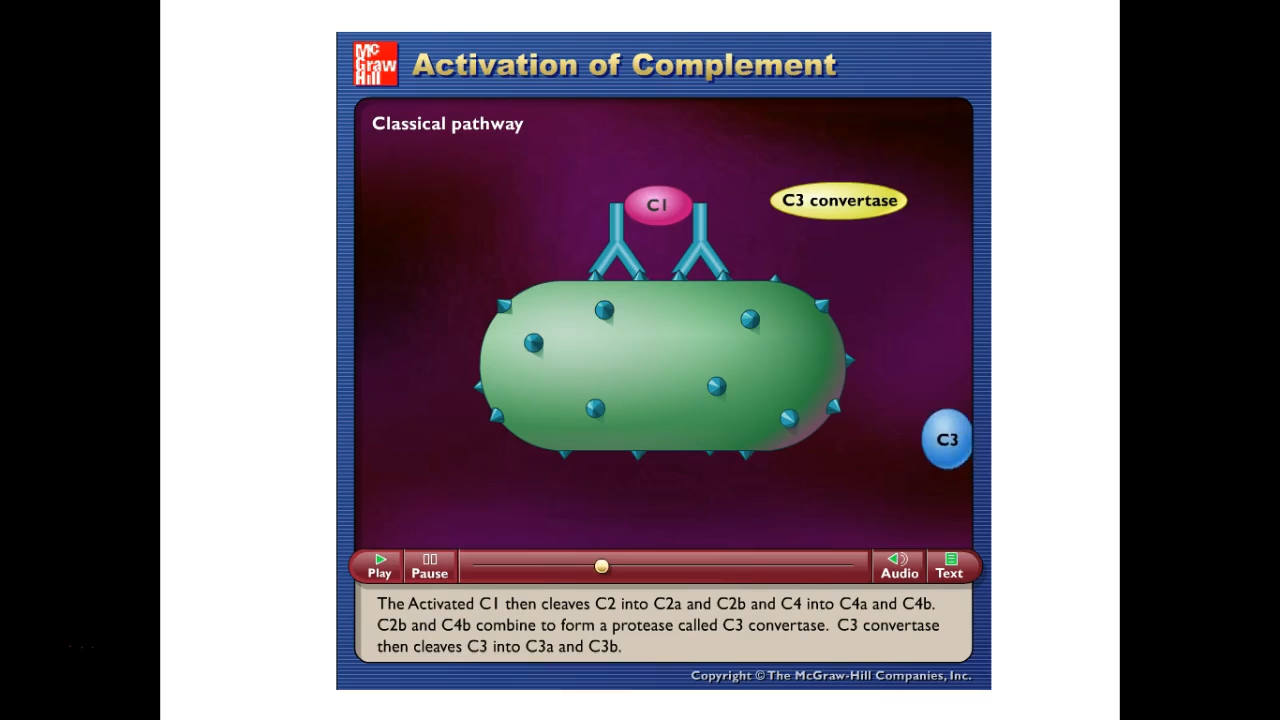 Mc
Graw
Hill
Activation of Complement
Classical pathway
C1
C3 convertase
C3
Play
Pause
Audio
Text
The Activated C1 then cleaves C2 into C2a and C2b and C4 into C4a and C4b.
C2b and C4b combine to form a protease called C3 convertase. C3 convertase
then cleaves C3 into C3a and C3b.
Copyright © The McGraw-Hill Companies, Inc.